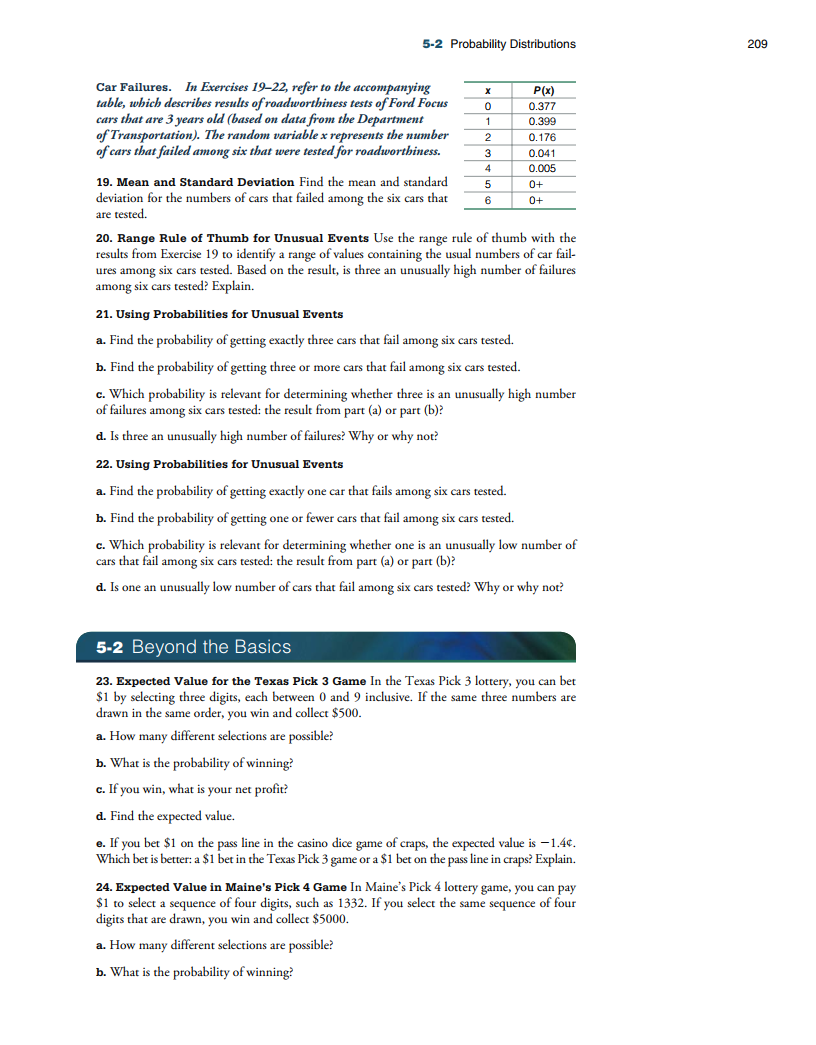 5-2 Probability Distributions 209
Car Failures. In Exercises 19–22, refer to the accompanying
table, which describes results of roadworthiness tests of Ford Focus
cars that are 3 years old (based on data from the Department
of Transportation). The random variable x represents the number
of cars that failed among six that were tested for roadworthiness.
x P(x)
0 0.377
1 0.399
2 0.176
3 0.041
4 0.005
5 0+
6 0+
19. Mean and Standard Deviation Find the mean and standard
deviation for the numbers of cars that failed among the six cars that
are tested.
20. Range Rule of Thumb for Unusual Events Use the range rule of thumb with the
results from Exercise 19 to identify a range of values containing the usual numbers of car fail-
ures among six cars tested. Based on the result, is three an unusually high number of failures
among six cars tested? Explain.
21. Using Probabilities for Unusual Events
a. Find the probability of getting exactly three cars that fail among six cars tested.
b. Find the probability of getting three or more cars that fail among six cars tested.
c. Which probability is relevant for determining whether three is an unusually high number
of failures among six cars tested: the result from part (a) or part (b)?
d. Is three an unusually high number of failures? Why or why not?
22. Using Probabilities for Unusual Events
a. Find the probability of getting exactly one car that fails among six cars tested.
b. Find the probability of getting one or fewer cars that fail among six cars tested.
c. Which probability is relevant for determining whether one is an unusually low number of
cars that fail among six cars tested: the result from part (a) or part (b)?
d. Is one an unusually low number of cars that fail among six cars tested? Why or why not?
5-2 Beyond the Basics
23. Expected Value for the Texas Pick 3 Game In the Texas Pick 3 lottery, you can bet
$1 by selecting three digits, each between 0 and 9 inclusive. If the same three numbers are
drawn in the same order, you win and collect $500.
a. How many different selections are possible?
b. What is the probability of winning?
c. If you win, what is your net profit?
d. Find the expected value.
e. If you bet $1 on the pass line in the casino dice game of craps, the expected value is −1.4¢.
Which bet is better: a $1 bet in the Texas Pick 3 game or a $1 bet on the pass line in craps? Explain.
24. Expected Value in Maine's Pick 4 Game In Maine's Pick 4 lottery game, you can pay
$1 to select a sequence of four digits, such as 1332. If you select the same sequence of four
digits that are drawn, you win and collect $5000.
a. How many different selections are possible?
b. What is the probability of winning?